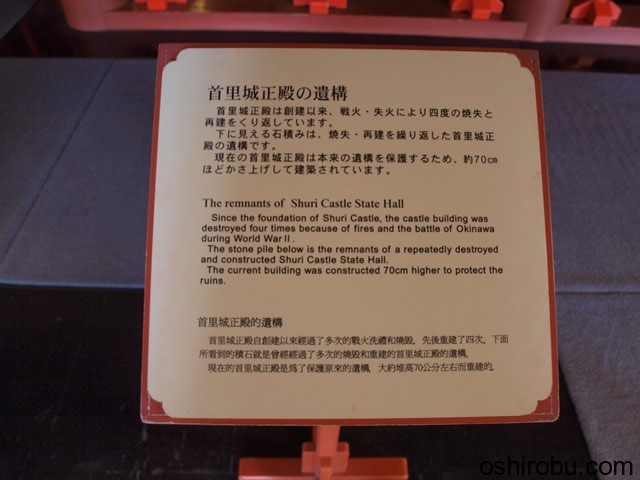 首里城正殿の遺構
首里城正殿は創建以来、戦火・失火により四度の焼失と
再建をくり返しています。
下に見える石積みは、焼失・再建を繰り返した首里城正
殿の遺構です。
現在の首里城正殿は本来の遺構を保護するため、約70㎝
ほどかさ上げして建築されています。
The remnants of Shuri Castle State Hall
Since the foundation of Shuri Castle, the castle building was
destroyed four times because of fires and the battle of Okinawa
during World War II.
The stone pile below is the remnants of a repeatedly destroyed
and constructed Shuri Castle State Hall.
The current building was constructed 70cm higher to protect the
ruins.
首里城正殿的遺構
首里城正殿自創建以來經過了多次的戰火洗禮和燒毀，先後重建了四次。下面
所看到的積石就是曾經經過了多次的燒毀和重建的首里城正殿的遺構。
現在的首里城正殿是爲了保護原來的遺構，大約堆高70公分左右而重建的。
oshirobu.com